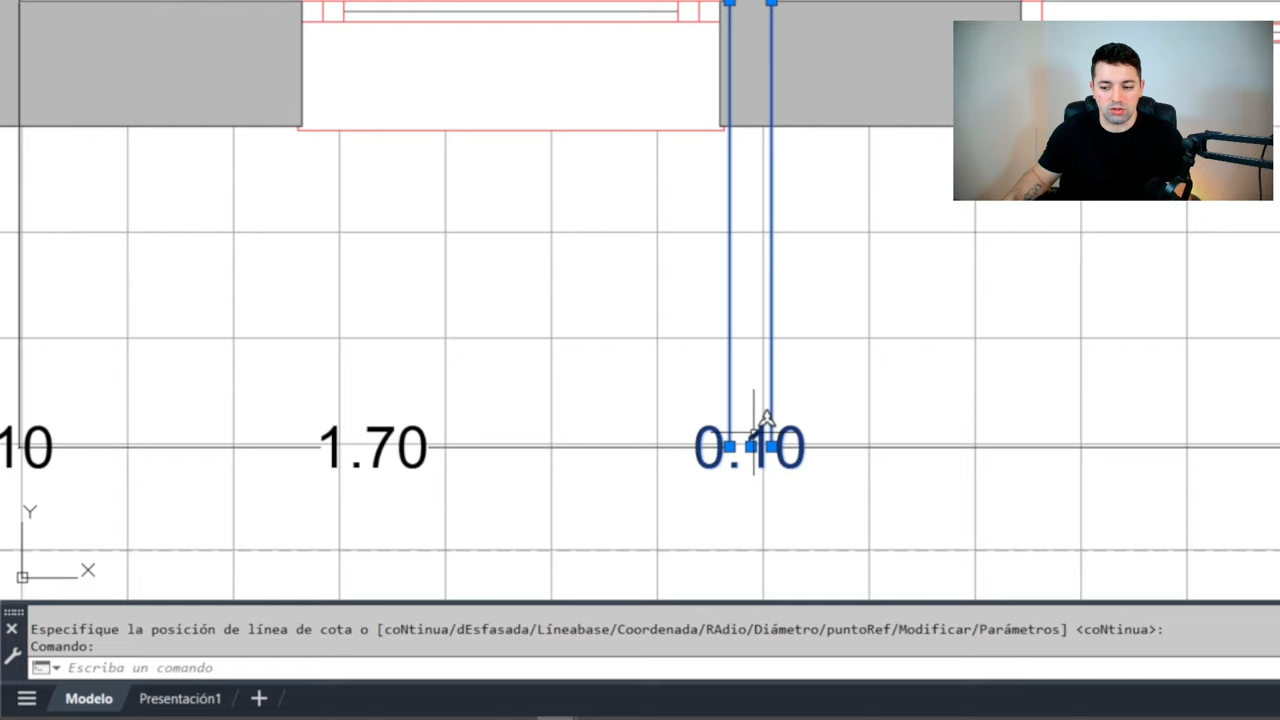 10
1.70
0.10
Y
X
Especifique la posición de línea de cota o [coNtinua/dEsfasada/Líneabase/Coordenada/RAdio/Diámetro/puntoRef/Modificar/Parámetros] <coNtinua>:
Comando:
Escriba un comando
Modelo
Presentación1